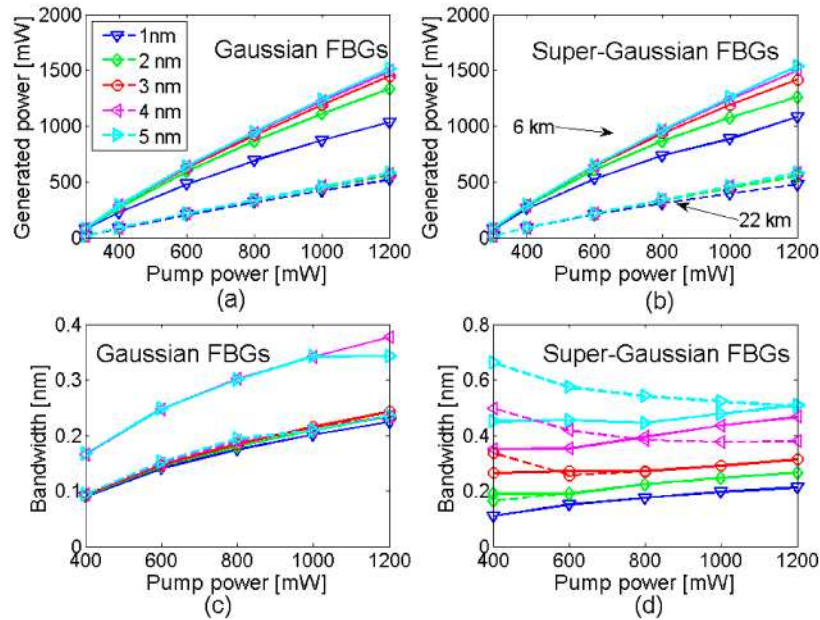 2000
1500
1000
500
0
Generated power [mW]
1nm
2 nm
3 nm
4 nm
5 nm
Gaussian FBGs
400 600 800 1000 1200
Pump power [mW]
(a)
2000
1500
1000
500
0
Generated power [mW]
Super-Gaussian FBGs
6 km
22 km
400 600 800 1000 1200
Pump power [mW]
(b)
0.4
0.3
0.2
0.1
0
Bandwidth [nm]
Gaussian FBGs
400 600 800 1000 1200
Pump power [mW]
(c)
0.8
0.6
0.4
0.2
0
Bandwidth [nm]
Super-Gaussian FBGs
400 600 800 1000 1200
Pump power [mW]
(d)